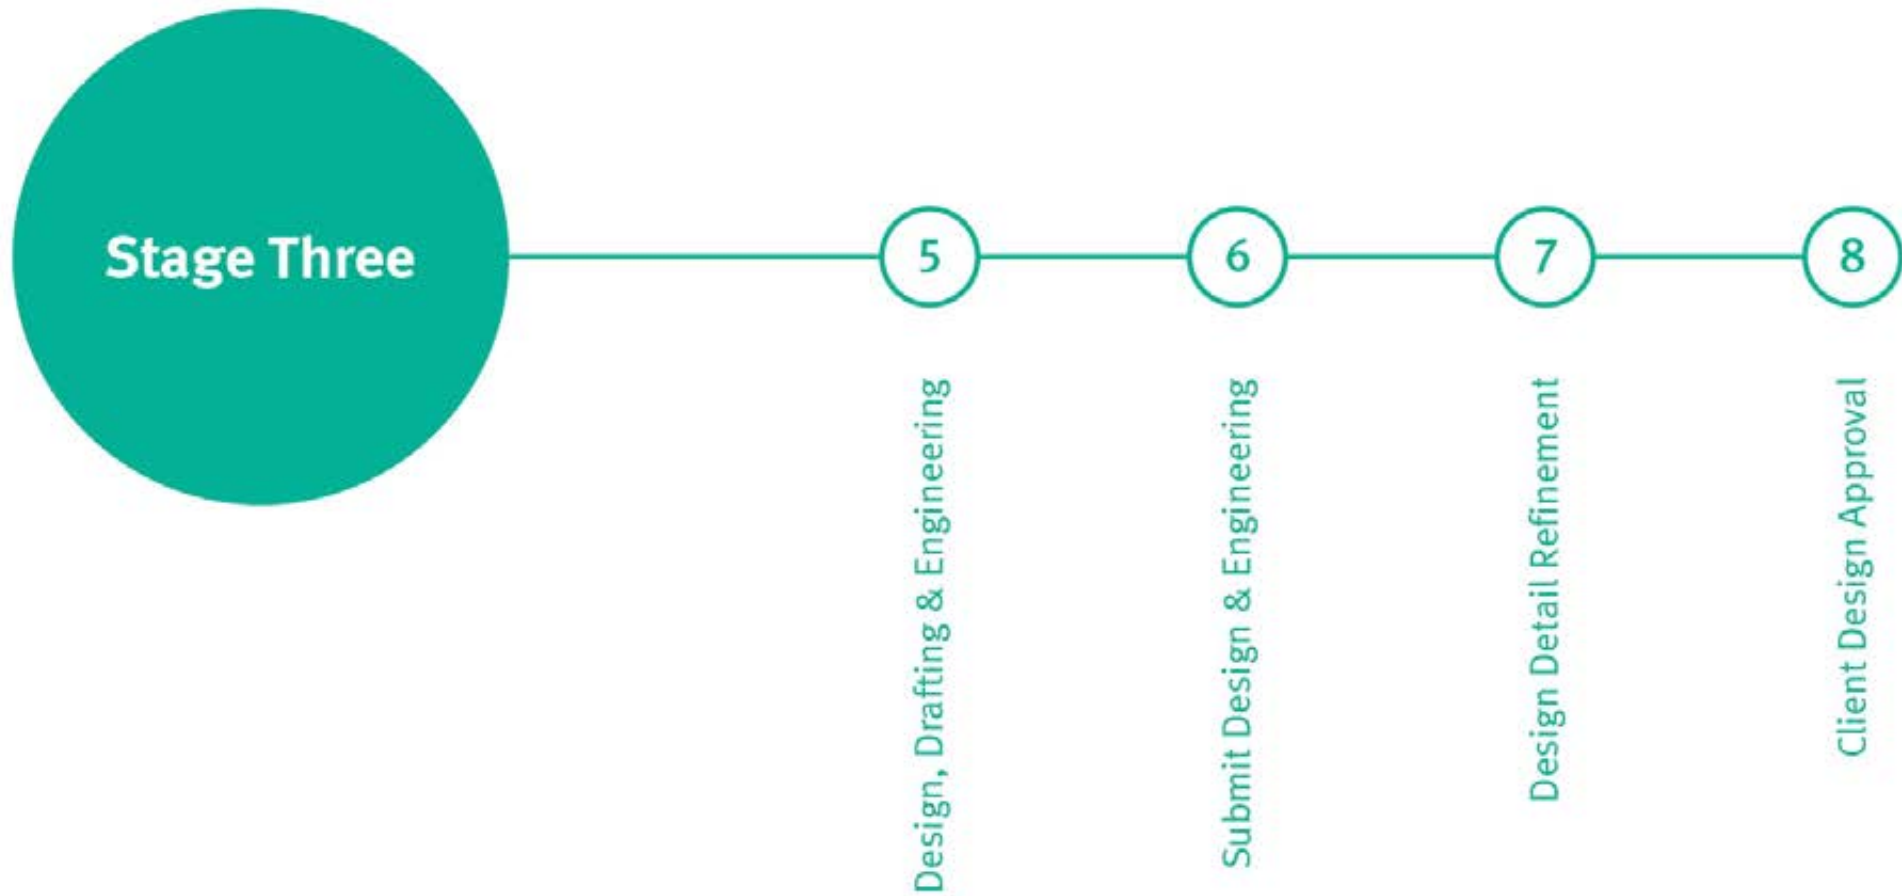 Stage Three
5
6
7
8
Design, Drafting & Engineering
Submit Design & Engineering
Design Detail Refinement
Client Design Approval